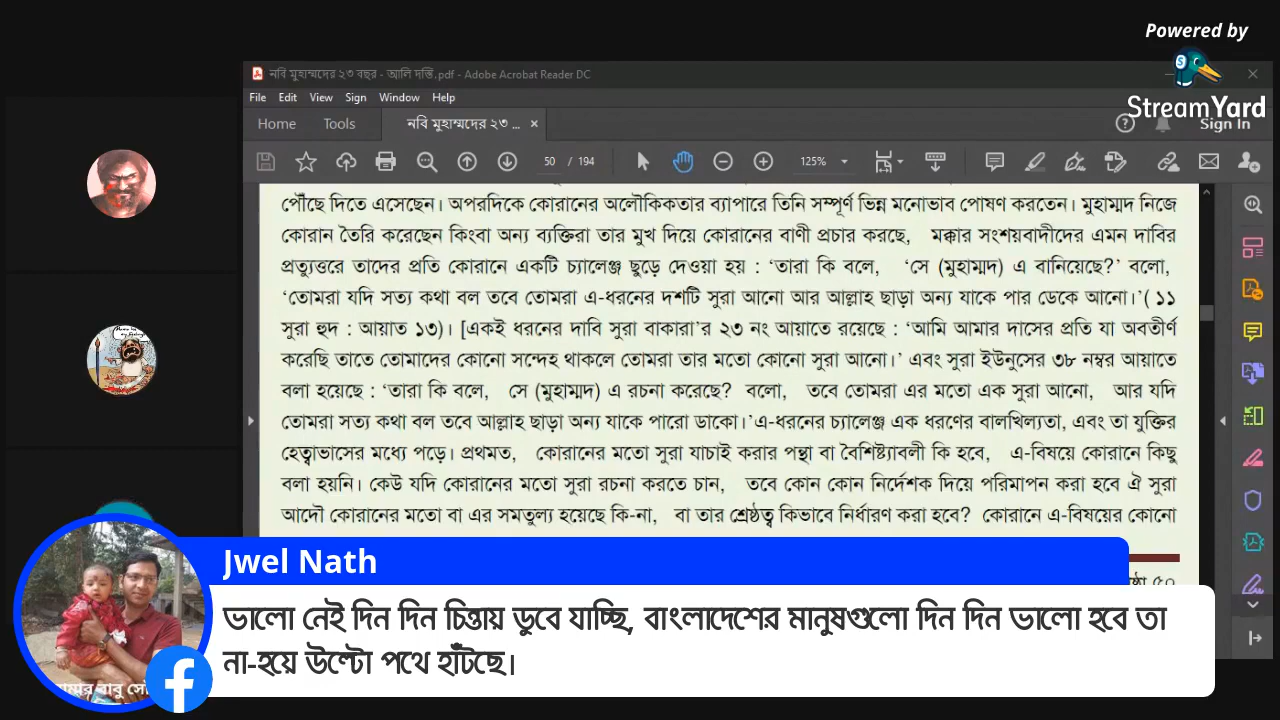 Powered by
StreamYard
নবি মুহাম্মদের ২৩ বছর - আলি দস্তি.pdf - Adobe Acrobat Reader DC
File Edit View Sign Window Help
Home Tools নবি মুহাম্মদের ২৩ ... × Sign In
50 / 194 125%
পৌঁছে দিতে এসেছেন। অপরদিকে কোরানের অলৌকিকতার ব্যাপারে তিনি সম্পূর্ণ ভিন্ন মনোভাব পোষণ করতেন। মুহাম্মদ নিজে
কোরান তৈরি করেছেন কিংবা অন্য ব্যক্তিরা তার মুখ দিয়ে কোরানের বাণী প্রচার করছে, মক্কার সংশয়বাদীদের এমন দাবির
প্রত্যুত্তরে তাদের প্রতি কোরানে একটি চ্যালেঞ্জ ছুড়ে দেওয়া হয় : ‘তারা কি বলে, ‘সে (মুহাম্মদ) এ বানিয়েছে?’ বলো,
‘তোমরা যদি সত্য কথা বল তবে তোমরা এ-ধরনের দশটি সুরা আনো আর আল্লাহ ছাড়া অন্য যাকে পার ডেকে আনো।’( ১১
সুরা হুদ : আয়াত ১৩)। [একই ধরনের দাবি সুরা বাকারা’র ২৩ নং আয়াতে রয়েছে : ‘আমি আমার দাসের প্রতি যা অবতীর্ণ
করেছি তাতে তোমাদের কোনো সন্দেহ থাকলে তোমরা তার মতো কোনো সুরা আনো।’ এবং সুরা ইউনুসের ৩৮ নম্বর আয়াতে
বলা হয়েছে : ‘তারা কি বলে, সে (মুহাম্মদ) এ রচনা করেছে? বলো, তবে তোমরা এর মতো এক সুরা আনো, আর যদি
তোমরা সত্য কথা বল তবে আল্লাহ ছাড়া অন্য যাকে পারো ডাকো।’এ-ধরনের চ্যালেঞ্জ এক ধরণের বালখিল্যতা, এবং তা যুক্তির
হেত্বাভাসের মধ্যে পড়ে। প্রথমত, কোরানের মতো সুরা যাচাই করার পন্থা বা বৈশিষ্ট্যাবলী কি হবে, এ-বিষয়ে কোরানে কিছু
বলা হয়নি। কেউ যদি কোরানের মতো সুরা রচনা করতে চান, তবে কোন কোন নির্দেশক দিয়ে পরিমাপন করা হবে ঐ সুরা
আদৌ কোরানের মতো বা এর সমতুল্য হয়েছে কি-না, বা তার শ্রেষ্ঠত্ব কিভাবে নির্ধারণ করা হবে? কোরানে এ-বিষয়ের কোনো
Jwel Nath
ভালো নেই দিন দিন চিন্তায় ডুবে যাচ্ছি, বাংলাদেশের মানুষগুলো দিন দিন ভালো হবে তা
না-হয়ে উল্টো পথে হাঁটছে।